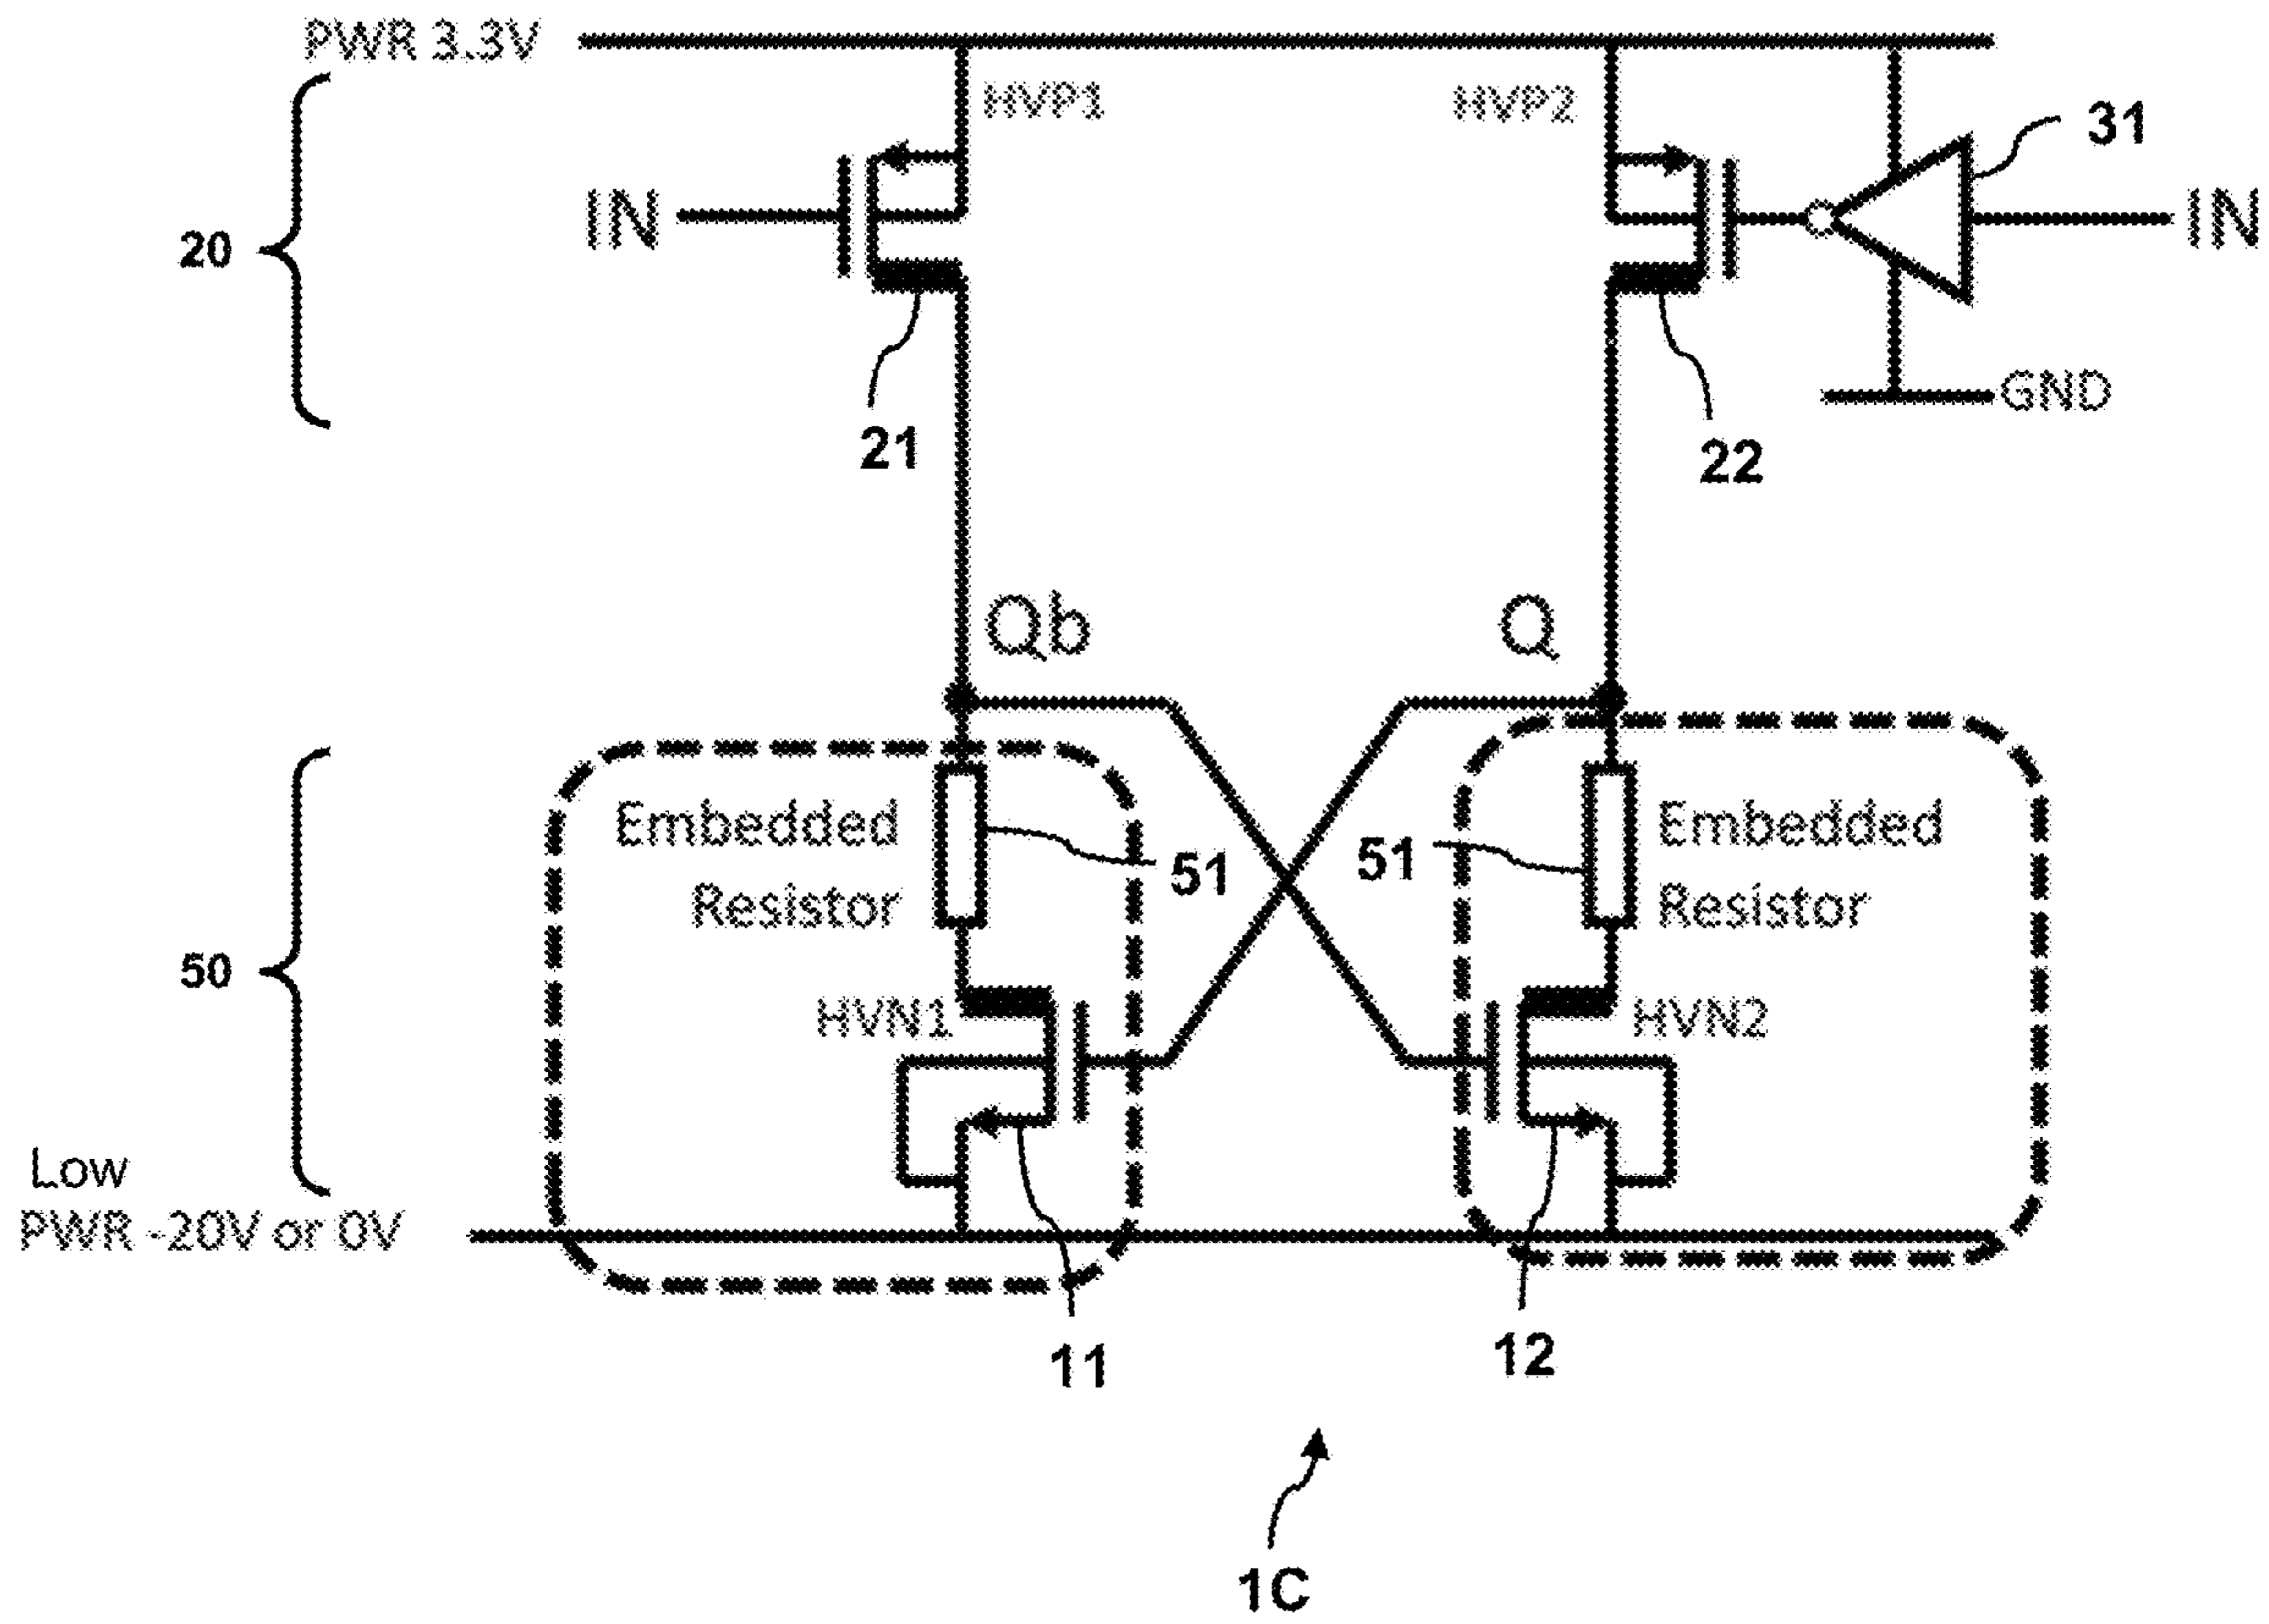 PWR 3.3V
HVP1
HVP2
31
IN
IN
20
GND
21
22
Qb
Q
Embedded
Resistor
51
51
Embedded
Resistor
50
HVN1
HVN2
Low
PWR -20V or 0V
11
12
1C